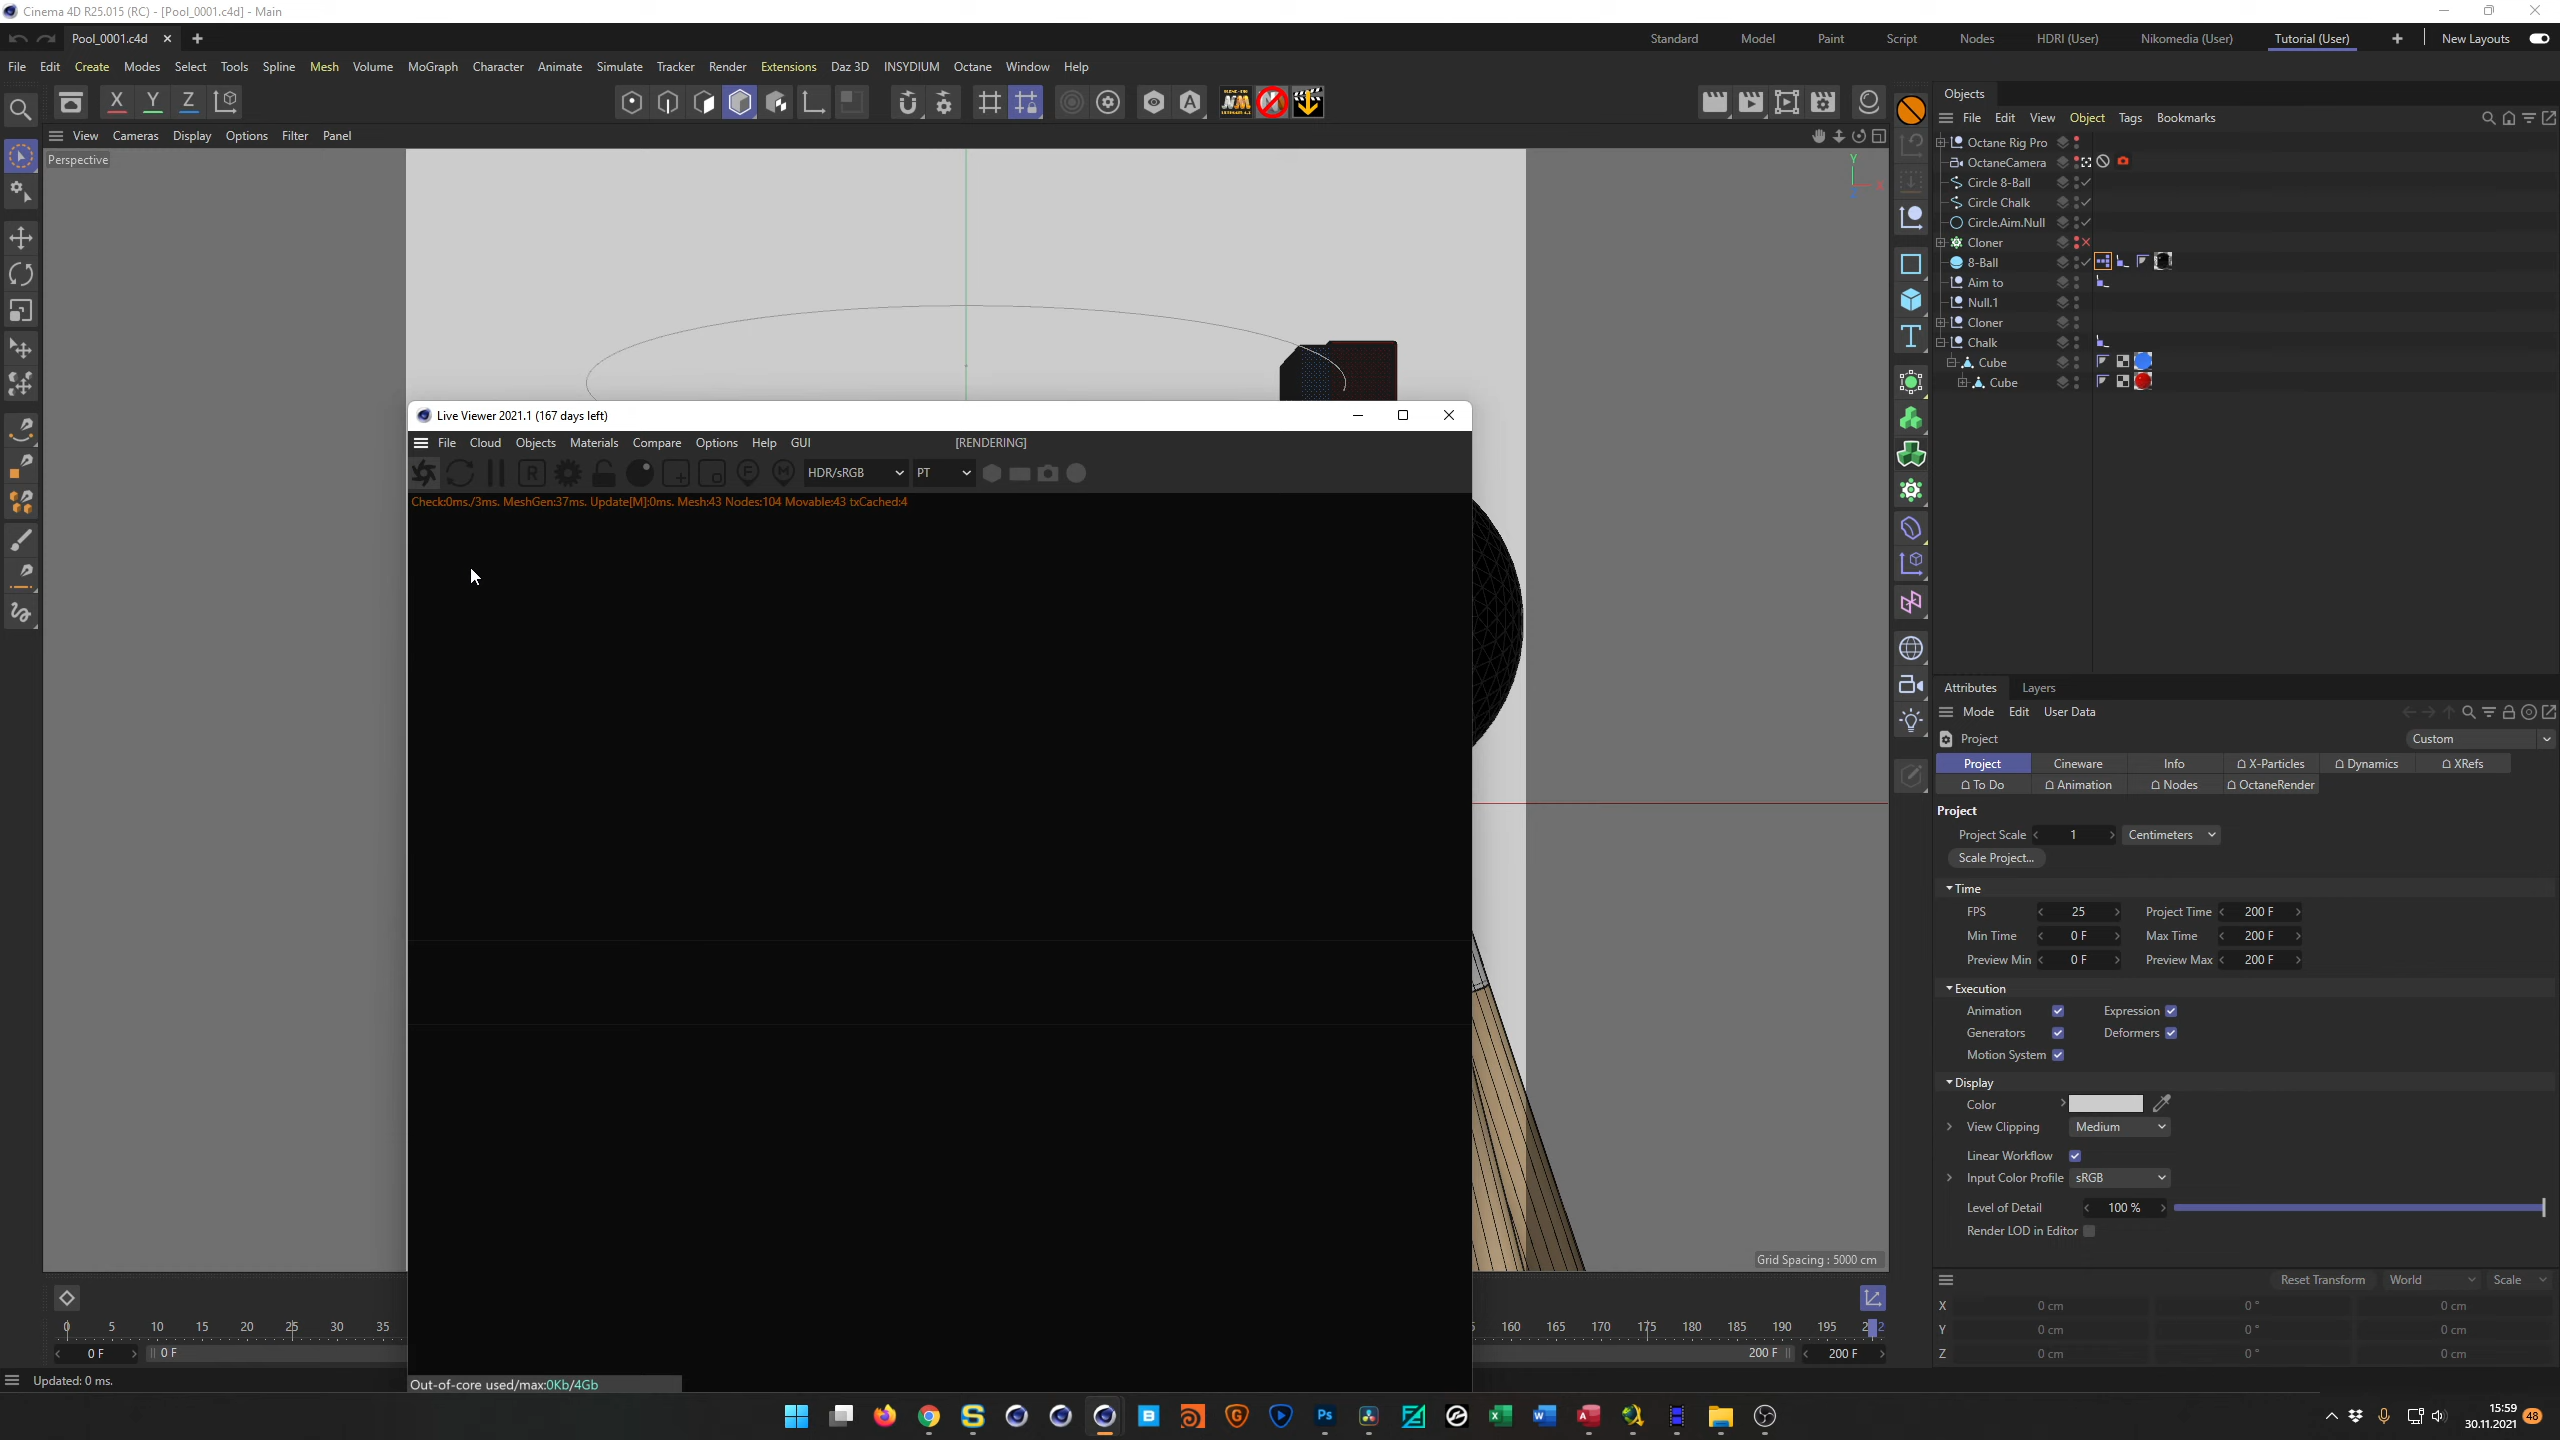 Cinema 4D R25.015 (RC) - [Pool_0001.c4d] - Main
Pool_0001.c4d
Standard Model Paint Script Nodes HDRI (User) Nikomedia (User) Tutorial (User) New Layouts
File Edit Create Modes Select Tools Spline Mesh Volume MoGraph Character Animate Simulate Tracker Render Extensions Daz 3D INSYDIUM Octane Window Help
X Y Z
NM
Objects
File Edit View Object Tags Bookmarks
View Cameras Display Options Filter Panel
Perspective
Y
Octane Rig Pro
OctaneCamera
Circle 8-Ball
Circle Chalk
Circle.Aim.Null
Cloner
8-Ball
Aim to
Null.1
Cloner
Chalk
Cube
Cube
Live Viewer 2021.1 (167 days left)
File Cloud Objects Materials Compare Options Help GUI [RENDERING]
HDR/sRGB PT
Check:0ms./3ms. MeshGen:37ms. Update[M]:0ms. Mesh:43 Nodes:104 Movable:43 txCached:4
Out-of-core used/max:0Kb/4Gb
Grid Spacing : 5000 cm
Attributes Layers
Mode Edit User Data
Project Custom
Project Cineware Info X-Particles Dynamics XRefs
To Do Animation Nodes OctaneRender
Project
Project Scale 1 Centimeters
Scale Project...
Time
FPS 25 Project Time 200 F
Min Time 0 F Max Time 200 F
Preview Min 0 F Preview Max 200 F
Execution
Animation Expression
Generators Deformers
Motion System
Display
Color
View Clipping Medium
Linear Workflow
Input Color Profile sRGB
Level of Detail 100 %
Render LOD in Editor
Reset Transform World Scale
X 0 cm 0 ° 0 cm
Y 0 cm 0 ° 0 cm
Z 0 cm 0 ° 0 cm
0 5 10 15 20 25 30 35 160 165 170 175 180 185 190 195
0 F 0 F 200 F 200 F
Updated: 0 ms.
Ps
15:59
30.11.2021
48